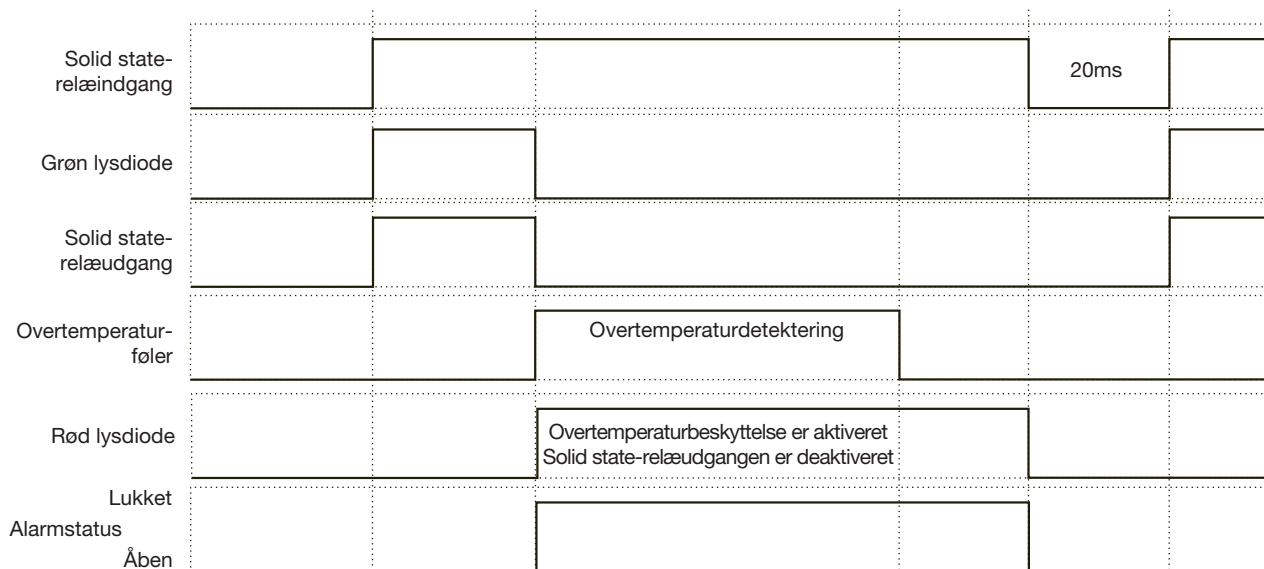 Solid state-
relæindgang
20ms
Grøn lysdiode
Solid state-
relæudgang
Overtemperatur-
føler
Overtemperaturdetektering
Rød lysdiode
Overtemperaturbeskyttelse er aktiveret
Solid state-relæudgangen er deaktiveret
Lukket
Alarmstatus
Åben